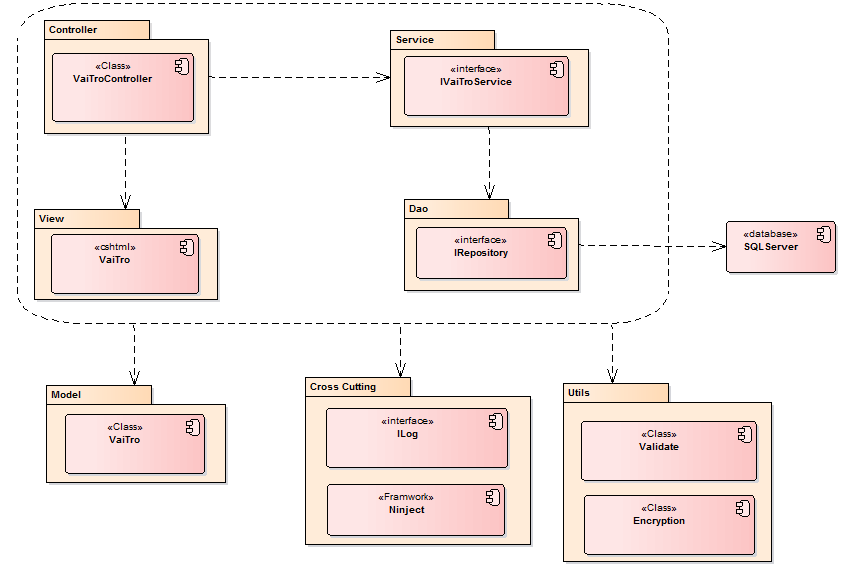 Controller
«Class»
VaiTroController
Service
«interface»
IVaiTroService
View
«cshtml»
VaiTro
Dao
«interface»
IRepository
«database»
SQLServer
Model
«Class»
VaiTro
Cross Cutting
«interface»
ILog
«Framwork»
Ninject
Utils
«Class»
Validate
«Class»
Encryption